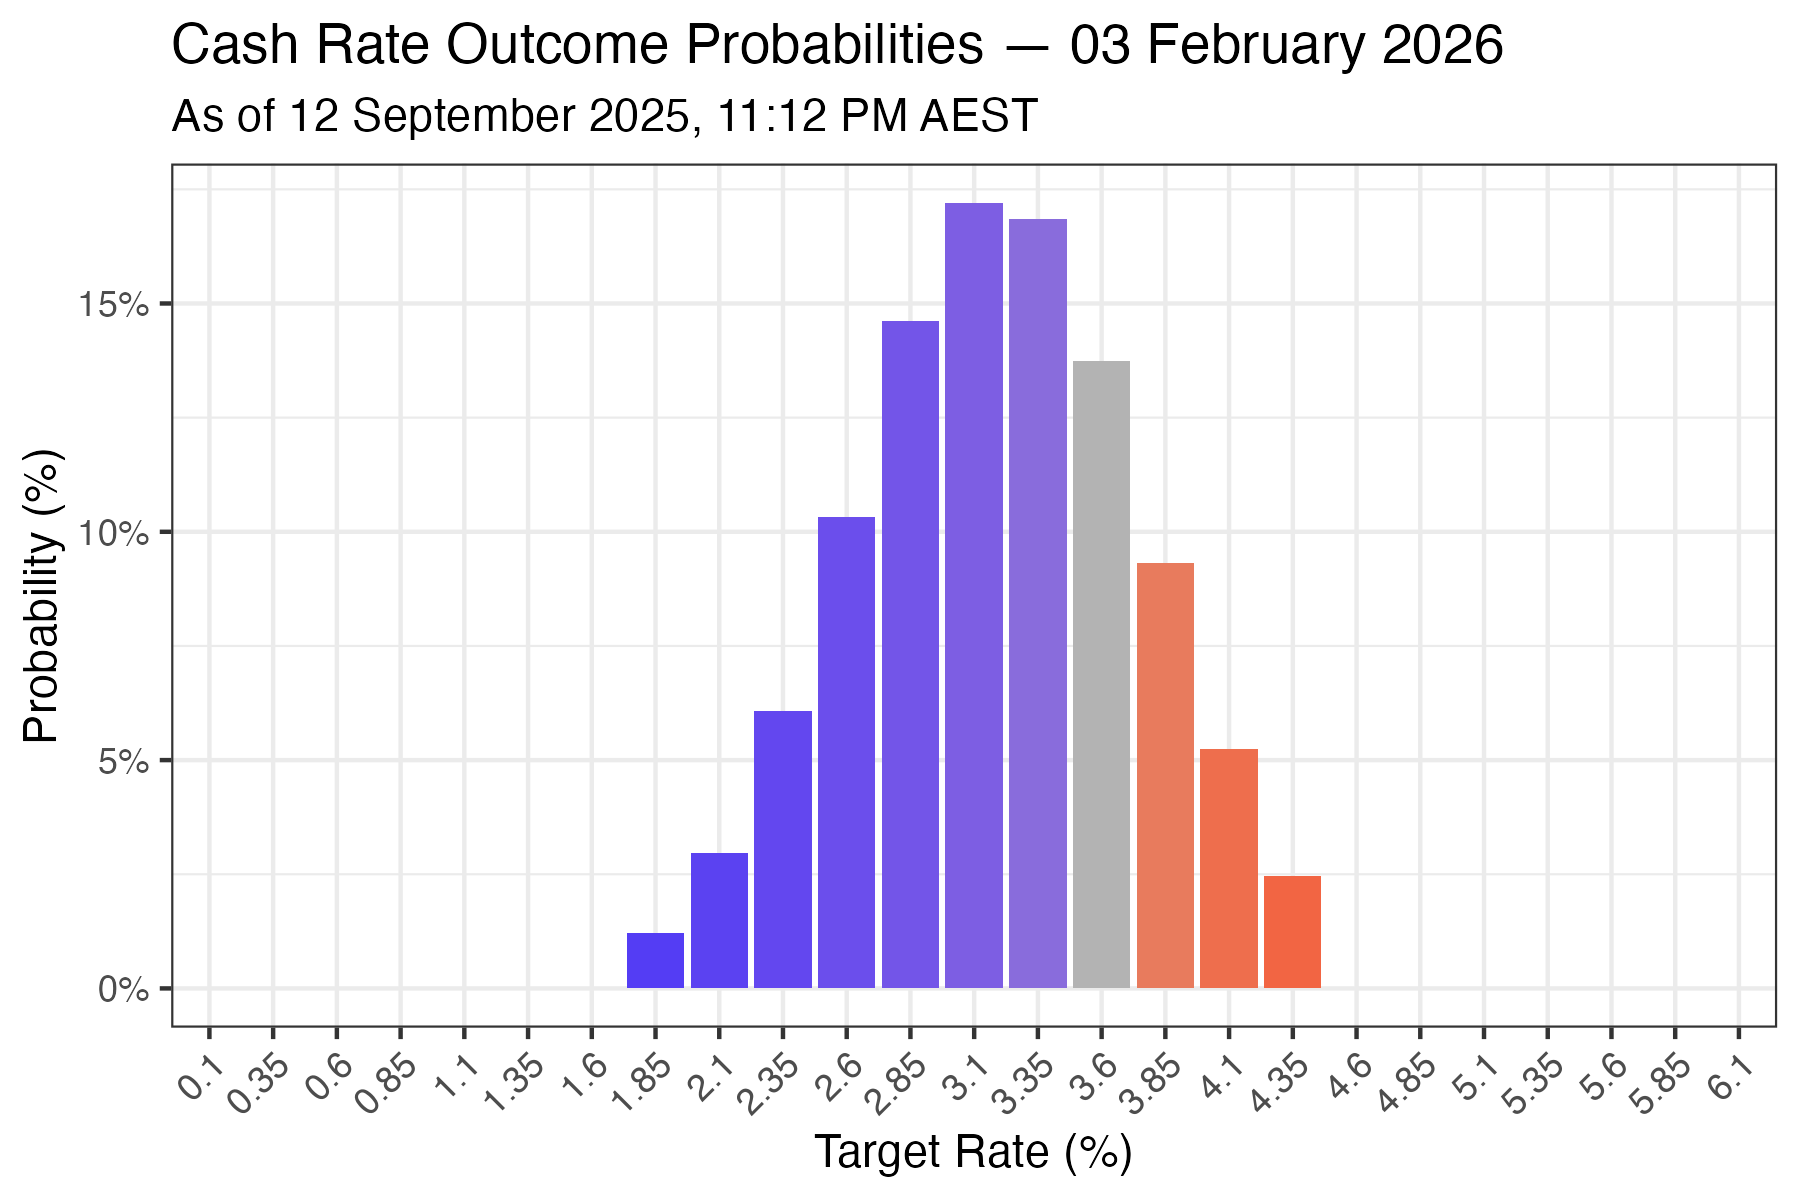 Cash Rate Outcome Probabilities — 03 February 2026
As of 12 September 2025, 11:12 PM AEST
Probability (%)
15%
10%
5%
0%
0.1 0.35 0.6 0.85 1.1 1.35 1.6 1.85 2.1 2.35 2.6 2.85 3.1 3.35 3.6 3.85 4.1 4.35 4.6 4.85 5.1 5.35 5.6 5.85 6.1
Target Rate (%)